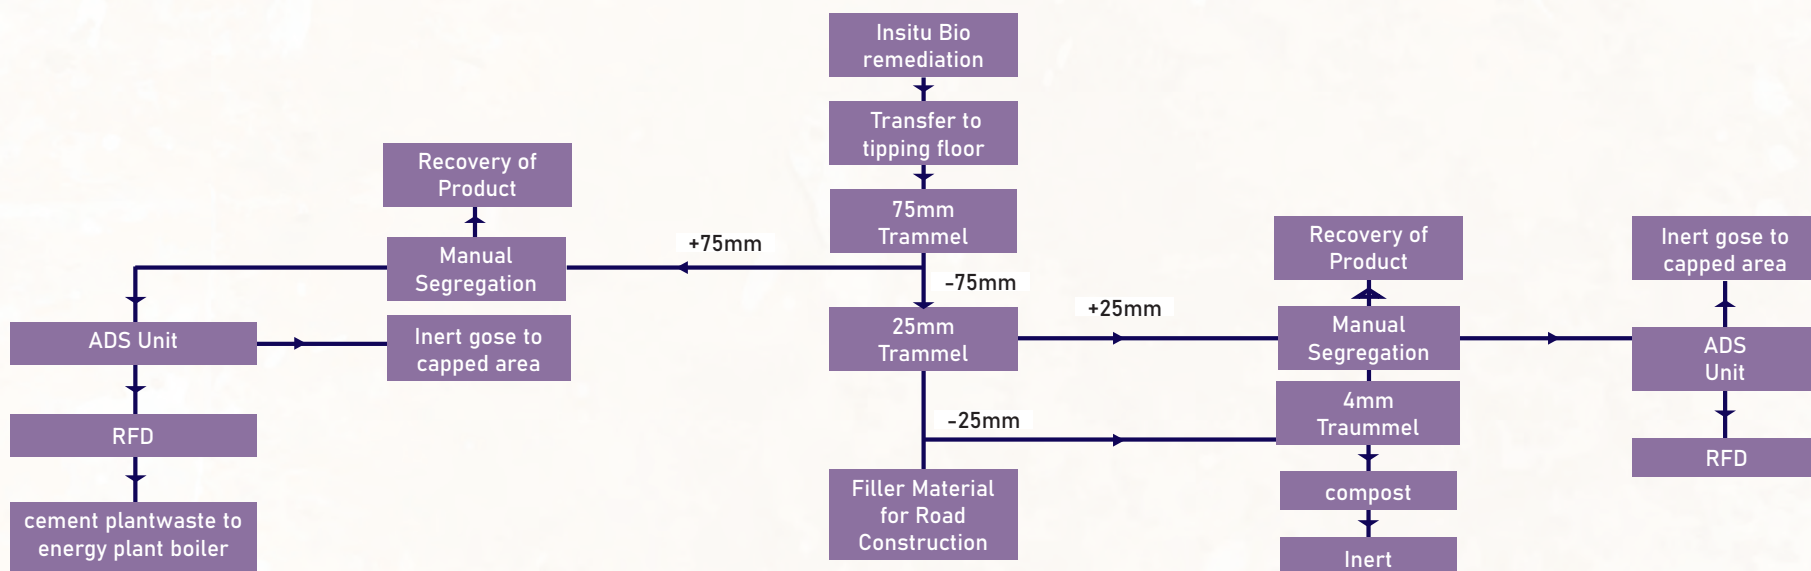 Insitu Bio
remediation
Transfer to
tipping floor
75mm
Trammel
Recovery of
Product
Manual
Segregation
+75mm
-75mm
ADS Unit
Inert gose to
capped area
RFD
cement plantwaste to
energy plant boiler
25mm
Trammel
+25mm
-25mm
Filler Material
for Road
Construction
Recovery of
Product
Manual
Segregation
4mm
Traummel
compost
Inert
Inert gose to
capped area
ADS
Unit
RFD